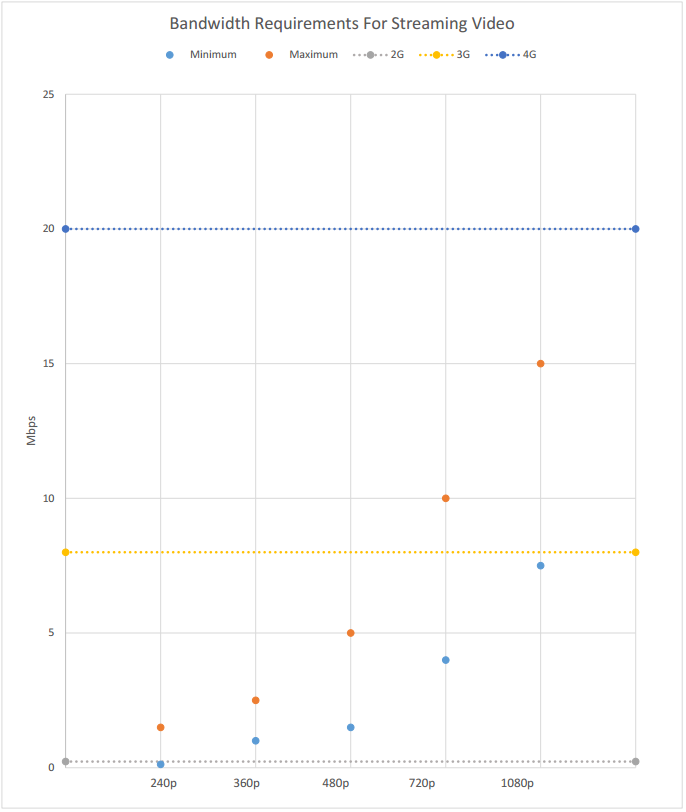 Bandwidth Requirements For Streaming Video
Minimum Maximum 2G 3G 4G
25
20
15
Mbps
10
5
0
240p 360p 480p 720p 1080p